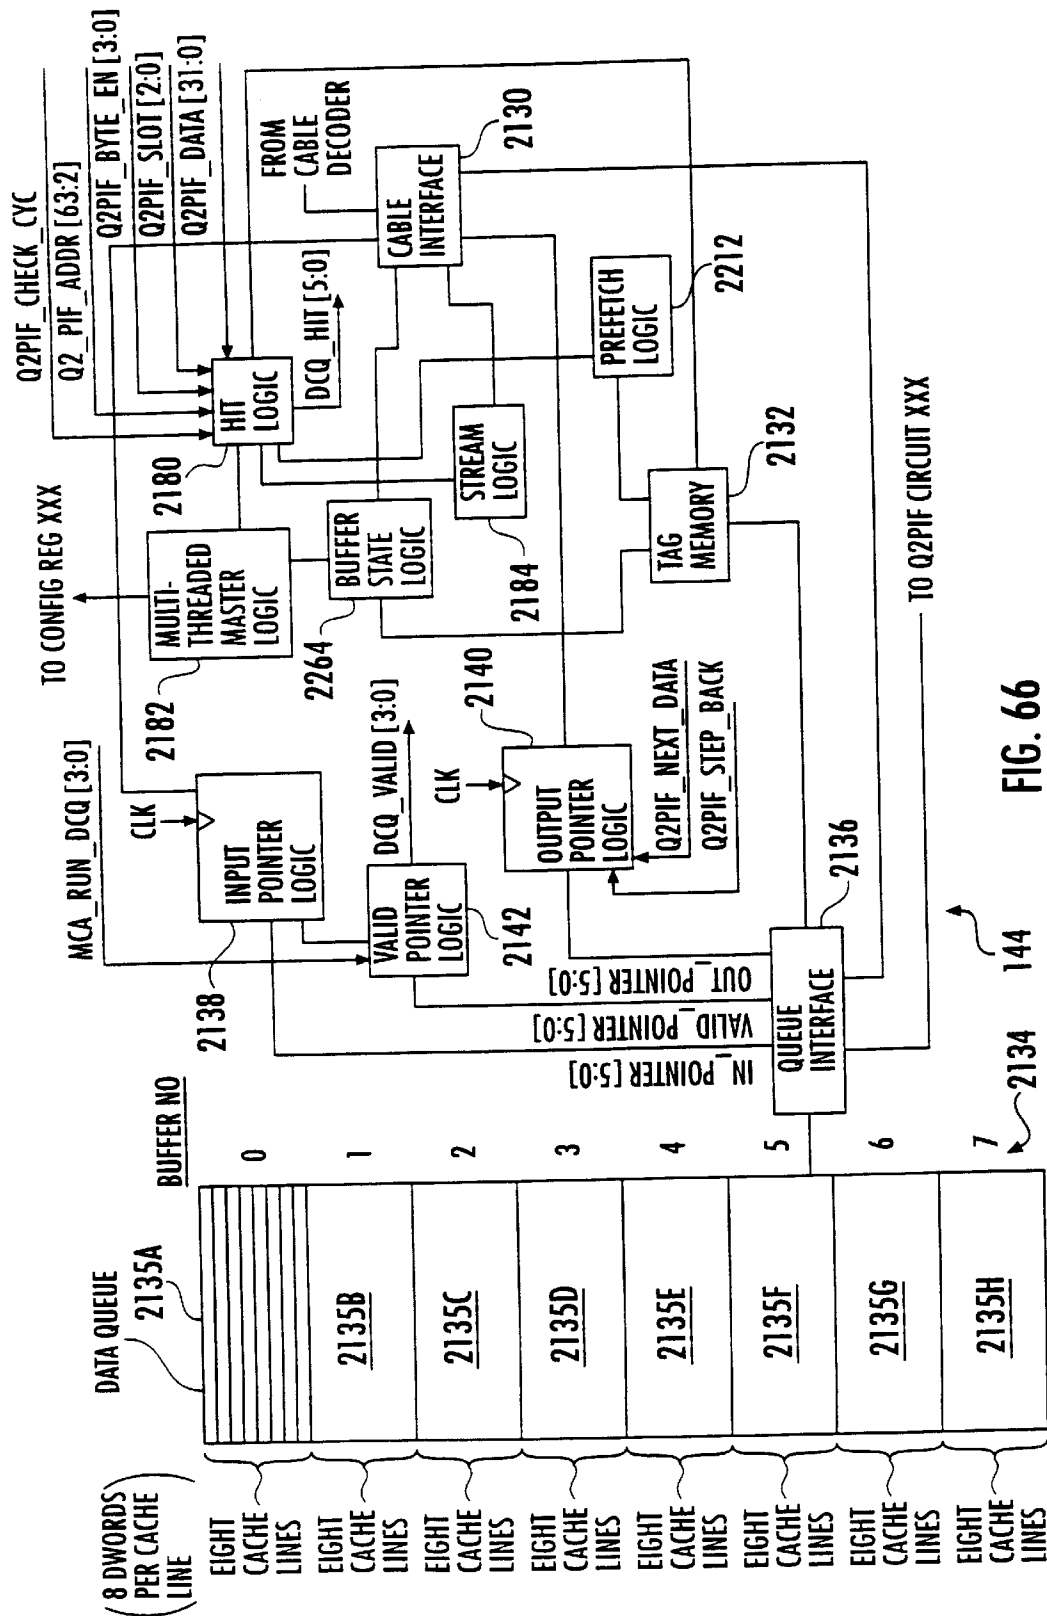 (8 DWORDS
PER CACHE
LINE)
DATA QUEUE
2135A
BUFFER NO
EIGHT
CACHE
LINES
0
EIGHT
CACHE
LINES
2135B
1
EIGHT
CACHE
LINES
2135C
2
EIGHT
CACHE
LINES
2135D
3
EIGHT
CACHE
LINES
2135E
4
EIGHT
CACHE
LINES
2135F
5
EIGHT
CACHE
LINES
2135G
6
EIGHT
CACHE
LINES
2135H
7
2134
MCA_RUN_DCQ [3:0]
2138
INPUT
POINTER
LOGIC
CLK
VALID
POINTER
LOGIC
2142
DCQ_VALID [3:0]
IN_POINTER [5:0]
VALID_POINTER [5:0]
OUT_POINTER [5:0]
CLK
2140
OUTPUT
POINTER
LOGIC
Q2PIF_NEXT_DATA
Q2PIF_STEP_BACK
QUEUE
INTERFACE
2136
144
TO Q2PIF CIRCUIT XXX
TO CONFIG REG XXX
2182
MULTI-
THREADED
MASTER
LOGIC
2180
HIT
LOGIC
Q2PIF_CHECK_CYC
Q2_PIF_ADDR [63:2]
Q2PIF_BYTE_EN [3:0]
Q2PIF_SLOT [2:0]
Q2PIF_DATA [31:0]
DCQ_HIT [5:0]
2264
BUFFER
STATE
LOGIC
STREAM
LOGIC
2184
FROM
CABLE
DECODER
CABLE
INTERFACE
2130
PREFETCH
LOGIC
2212
TAG
MEMORY
2132
FIG. 66